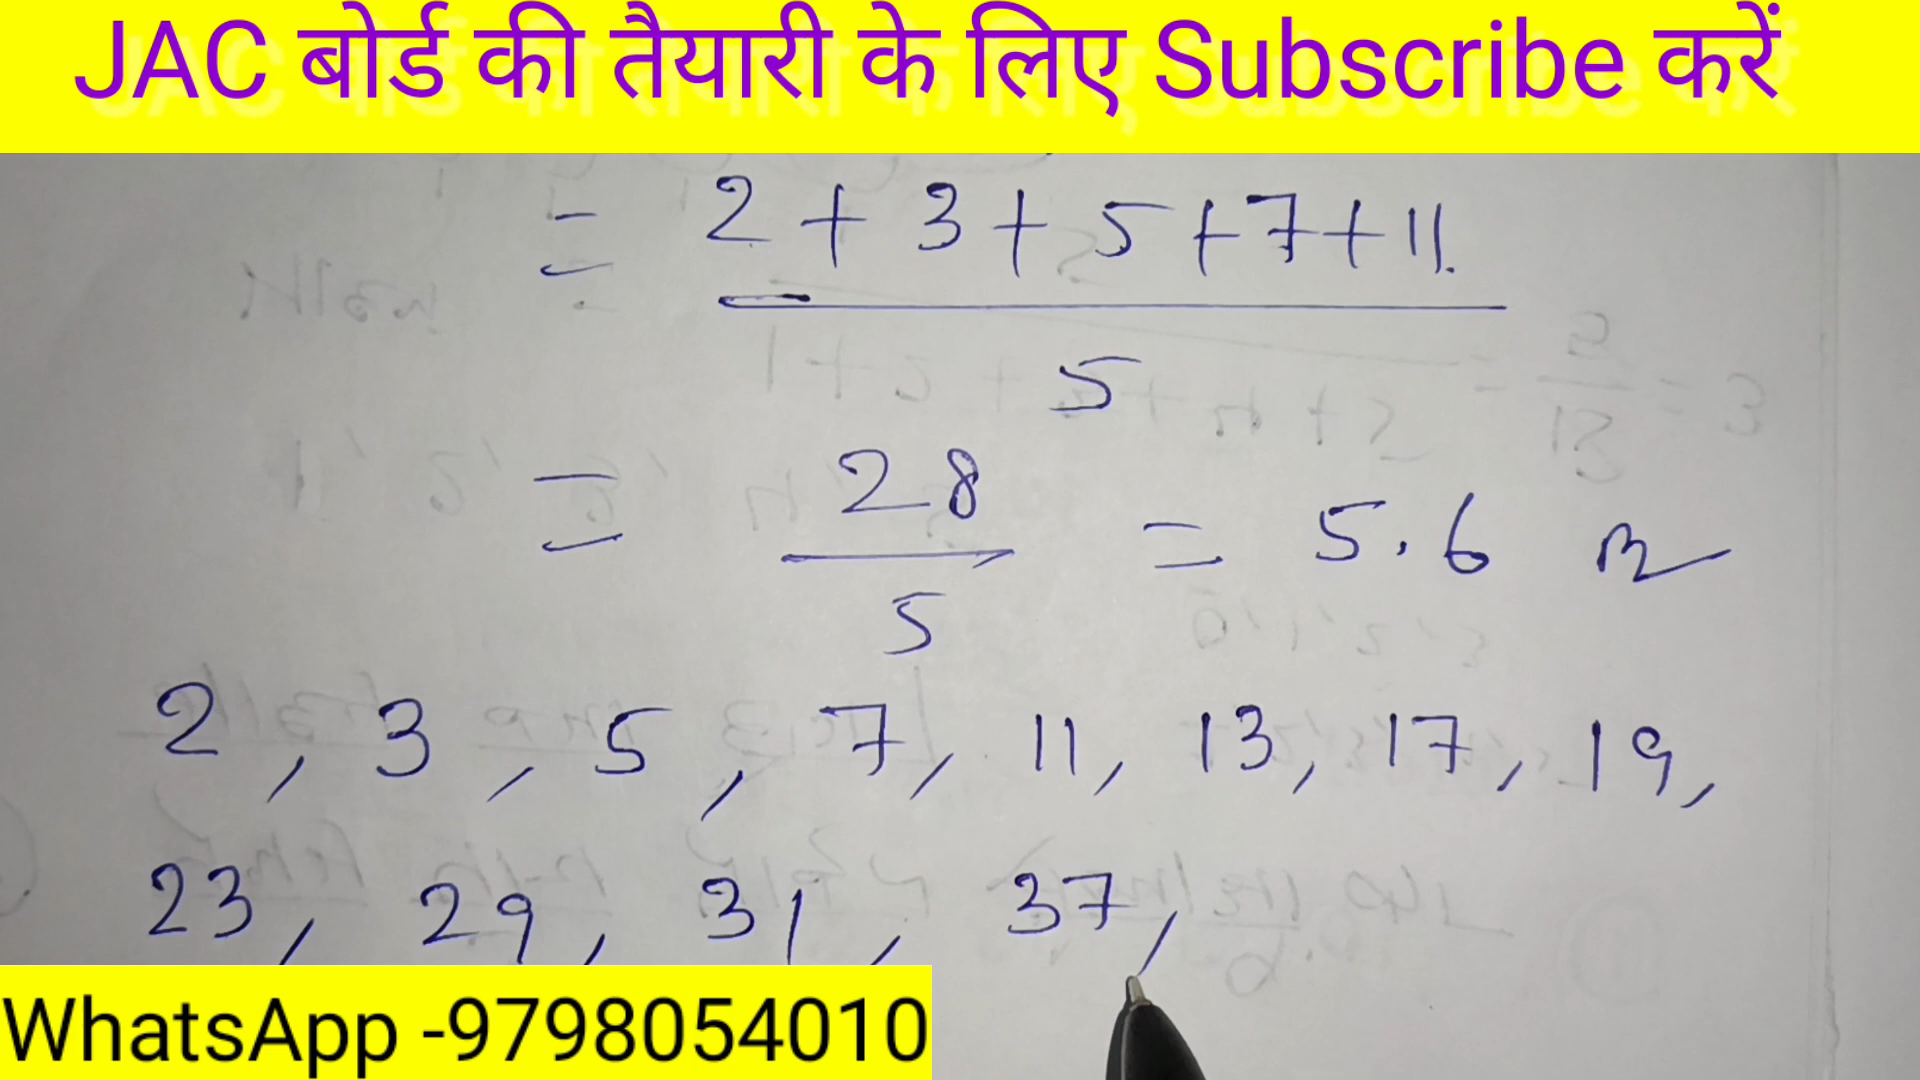 JAC बोर्ड की तैयारी के लिए Subscribe करें
= 2 + 3 + 5 + 7 + 11
5
= 28 = 5.6
5
2, 3, 5, 7, 11, 13, 17, 19,
23, 29, 31, 37,
WhatsApp -9798054010